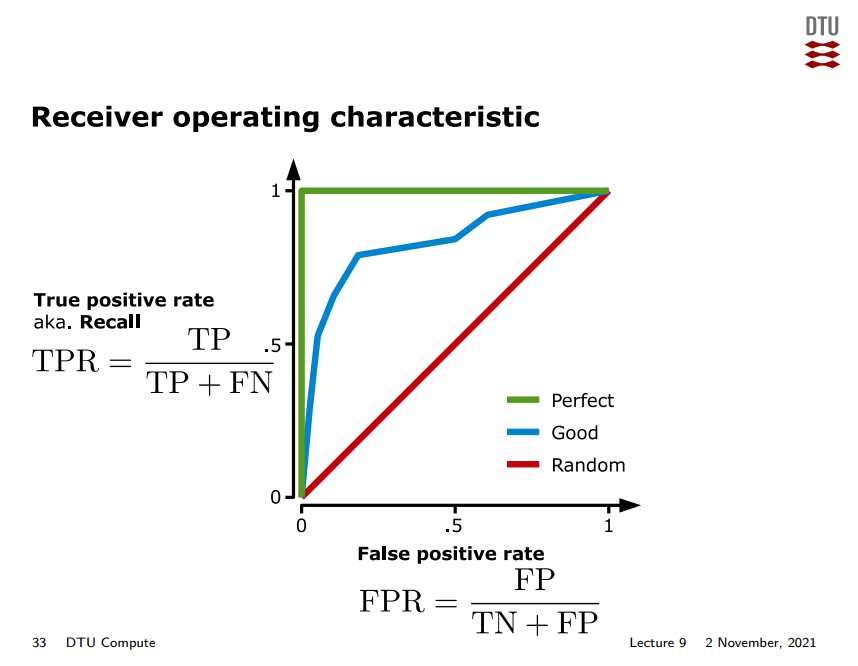 DTU
Receiver operating characteristic
1
True positive rate
aka. Recall
TPR = TP / TP + FN
.5
Perfect
Good
Random
0
0 .5 1
False positive rate
FPR = FP / TN + FP
33 DTU Compute Lecture 9 2 November, 2021